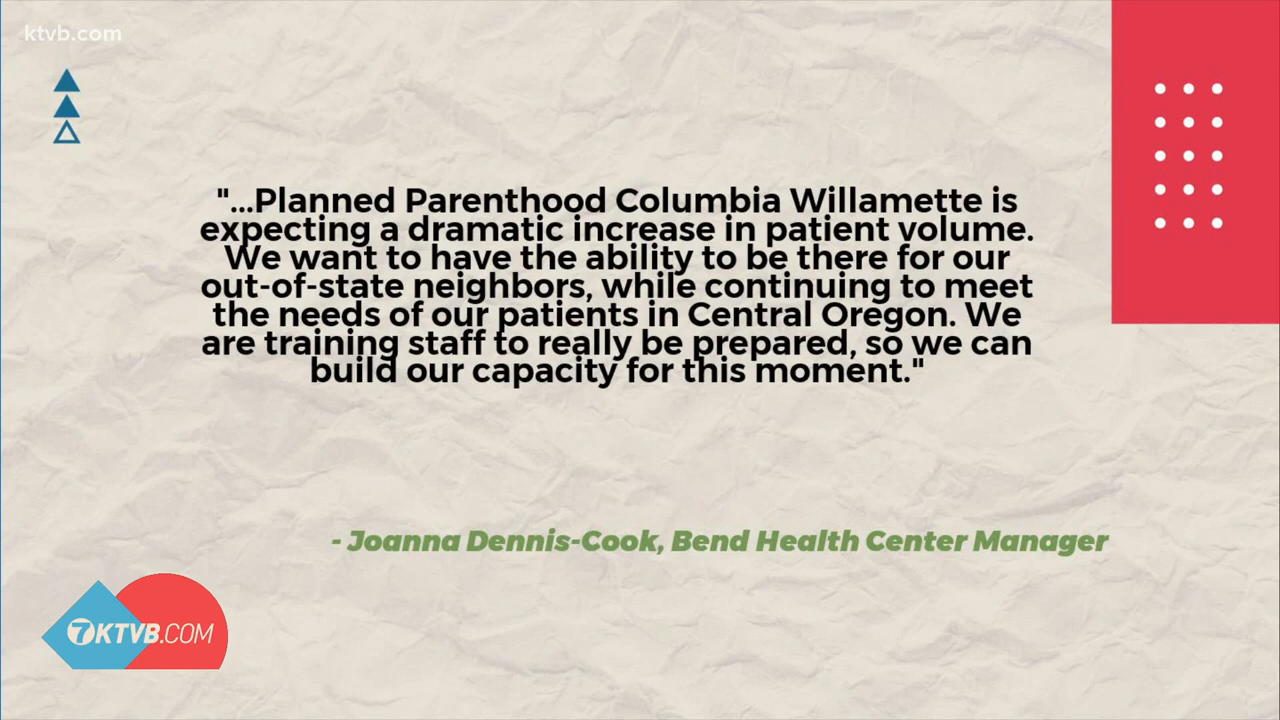 ktvb.com
"...Planned Parenthood Columbia Willamette is
expecting a dramatic increase in patient volume.
We want to have the ability to be there for our
out-of-state neighbors, while continuing to meet
the needs of our patients in Central Oregon. We
are training staff to really be prepared, so we can
build our capacity for this moment."
- Joanna Dennis-Cook, Bend Health Center Manager
7KTVB.COM